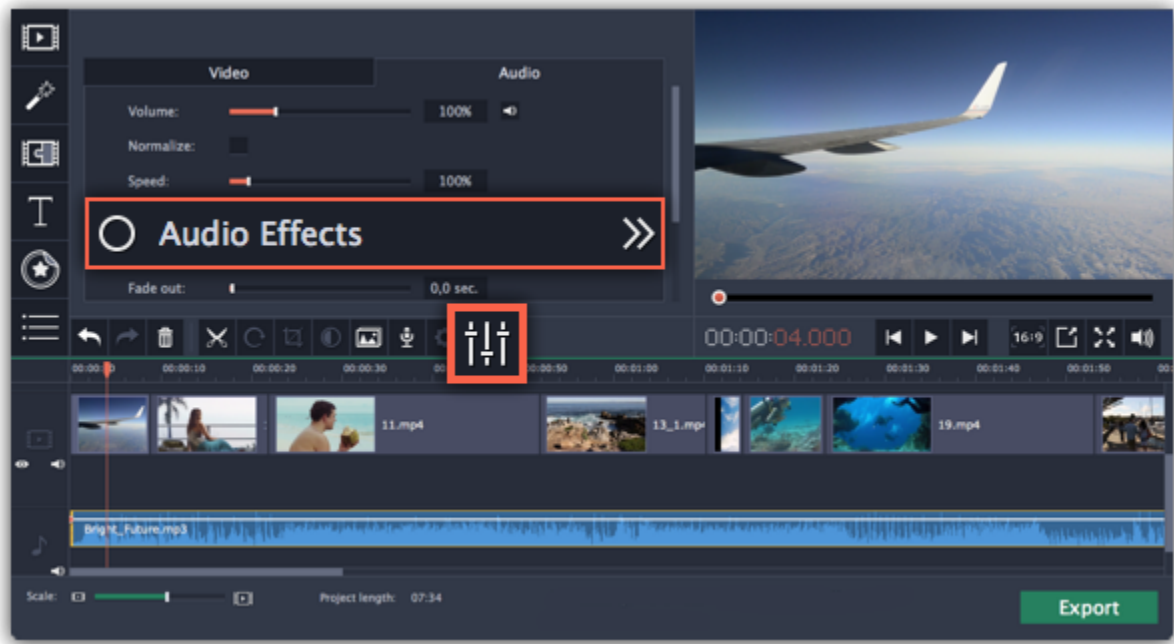 Video
Audio
Volume:
100%
Normalize:
Speed:
100%
Audio Effects
Fade out:
0,0 sec.
T
00:00:04.000
16:9
00:00:10
00:00:20
00:00:30
00:00:50
00:01:00
00:01:10
00:01:20
00:01:30
00:01:40
00:01:50
11.mp4
13_1.mp4
19.mp4
Bright_Future.mp3
Scale:
Project length: 07:34
Export